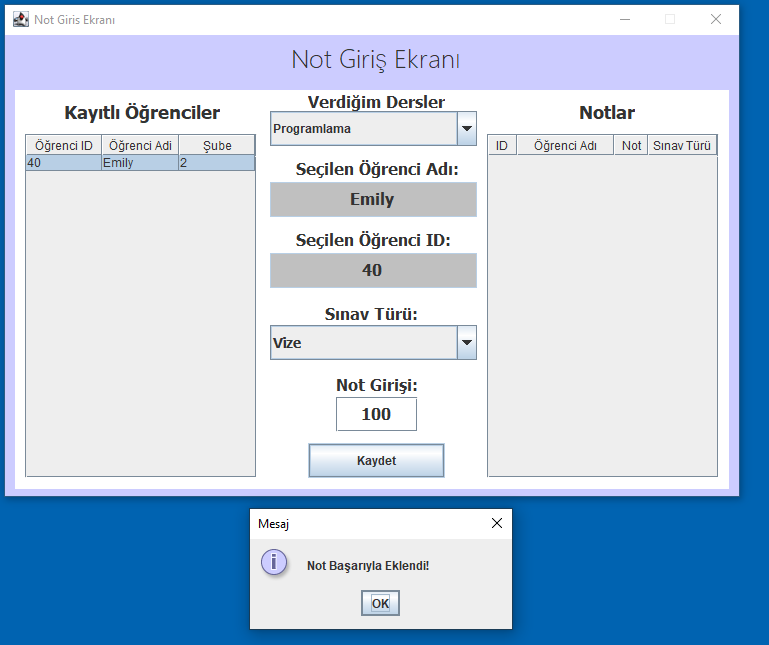 Not Giris Ekranı
Not Giriş Ekranı
Kayıtlı Öğrenciler
Öğrenci ID Öğrenci Adi Şube
40 Emily 2
Verdiğim Dersler
Programlama
Seçilen Öğrenci Adı:
Emily
Seçilen Öğrenci ID:
40
Sınav Türü:
Vize
Not Girişi:
100
Kaydet
Notlar
ID Öğrenci Adı Not Sınav Türü
Mesaj
i
Not Başarıyla Eklendi!
OK